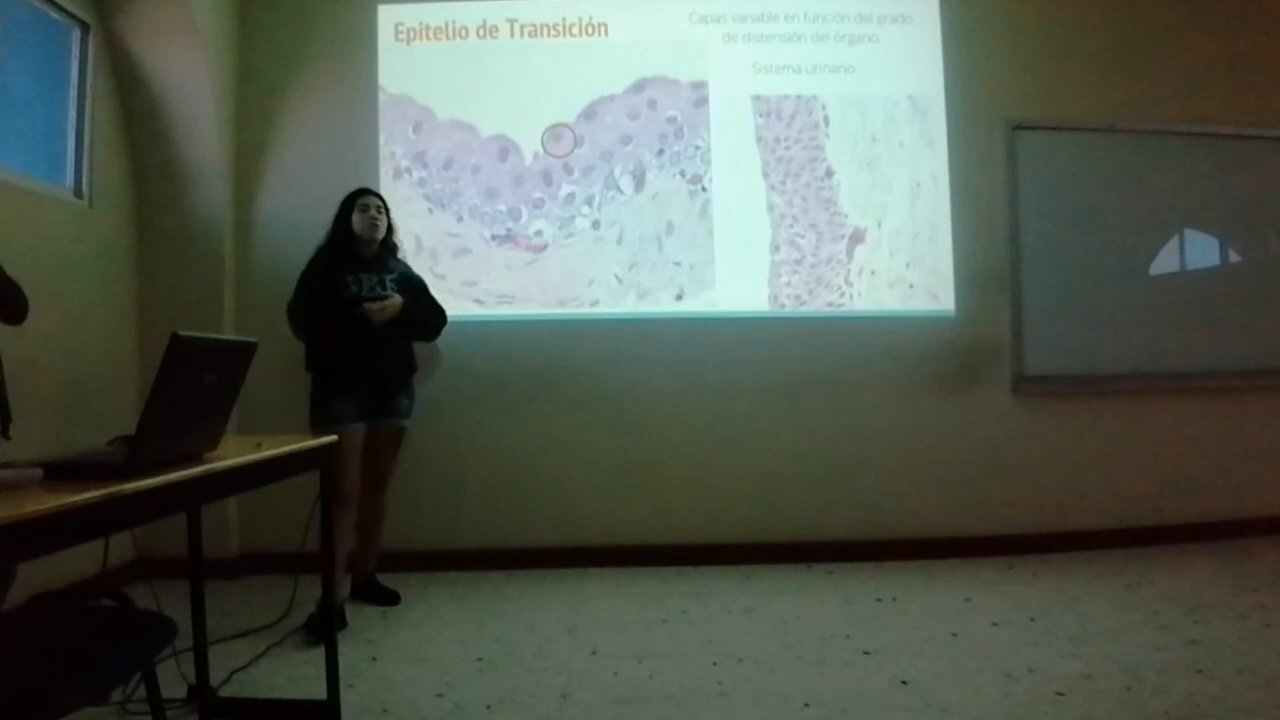 Epitelio de Transición
Capas variable en función del grado
de distensión del órgano.
Sistema urinario